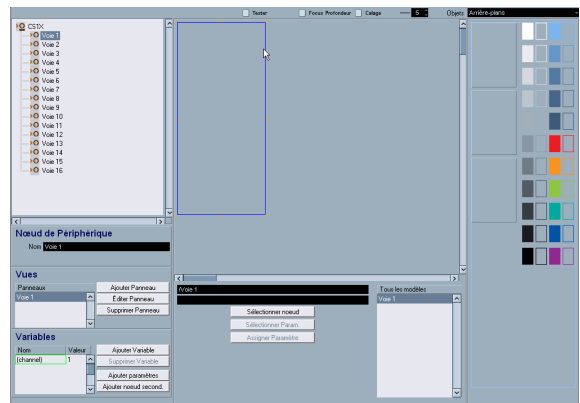 Tester Focus Profondeur Calage 5 Objets Arrière-plans
CS1X
Voie 1
Voie 2
Voie 3
Voie 4
Voie 5
Voie 6
Voie 7
Voie 8
Voie 9
Voie 10
Voie 11
Voie 12
Voie 13
Voie 14
Voie 15
Voie 16
Nœud de Périphérique
Nom Voie 1
Vues
Panneaux
Voie 1
Ajouter Panneau
Éditer Panneau
Supprimer Panneau
Variables
Nom Valeur
(channel) 1
Ajouter Variable
Supprimer Variable
Ajouter paramètres
Ajouter noeud second.
/Voie 1
Sélectionner noeud
Sélectionner Param.
Assigner Paramètre
Tous les modèles
Voie 1